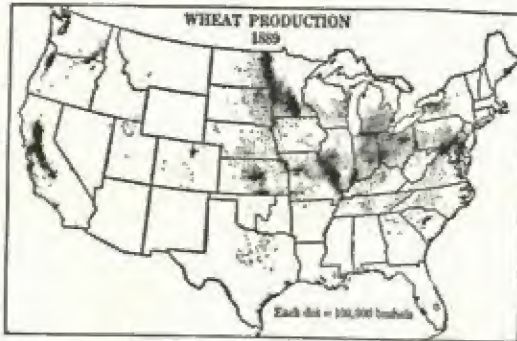 WHEAT PRODUCTION
1889
Each dot = 100,000 bushels